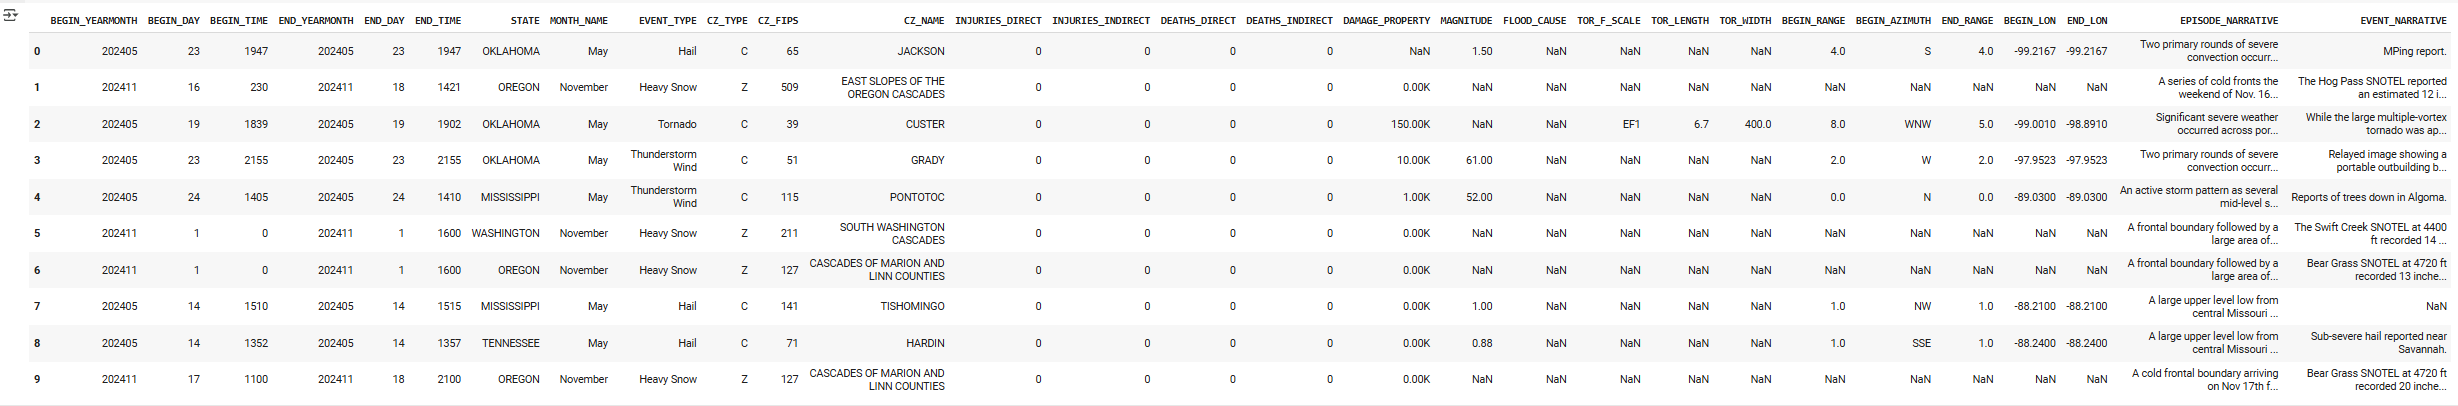 BEGIN_YEARMONTH BEGIN_DAY BEGIN_TIME END_YEARMONTH END_DAY END_TIME STATE MONTH_NAME EVENT_TYPE CZ_TYPE CZ_FIPS CZ_NAME INJURIES_DIRECT INJURIES_INDIRECT DEATHS_DIRECT DEATHS_INDIRECT DAMAGE_PROPERTY MAGNITUDE FLOOD_CAUSE TOR_F_SCALE TOR_LENGTH TOR_WIDTH BEGIN_RANGE BEGIN_AZIMUTH END_RANGE BEGIN_LON END_LON EPISODE_NARRATIVE EVENT_NARRATIVE
0 202405 23 1947 202405 23 1947 OKLAHOMA May Hail C 65 JACKSON 0 0 0 0 NaN 1.50 NaN NaN NaN NaN 4.0 S 4.0 -99.2167 -99.2167 Two primary rounds of severe convection occurr... MPing report.
1 202411 16 230 202411 18 1421 OREGON November Heavy Snow Z 509 EAST SLOPES OF THE OREGON CASCADES 0 0 0 0 0.00K NaN NaN NaN NaN NaN NaN NaN NaN NaN NaN A series of cold fronts the weekend of Nov. 16... The Hog Pass SNOTEL reported an estimated 12 i...
2 202405 19 1839 202405 19 1902 OKLAHOMA May Tornado C 39 CUSTER 0 0 0 0 150.00K NaN NaN EF1 6.7 400.0 8.0 WNW 5.0 -99.0010 -98.8910 Significant severe weather occurred across por... While the large multiple-vortex tornado was ap...
3 202405 23 2155 202405 23 2155 OKLAHOMA May Thunderstorm Wind C 51 GRADY 0 0 0 0 10.00K 61.00 NaN NaN NaN NaN 2.0 W 2.0 -97.9523 -97.9523 Two primary rounds of severe convection occurr... Relayed image showing a portable outbuilding b...
4 202405 24 1405 202405 24 1410 MISSISSIPPI May Thunderstorm Wind C 115 PONTOTOC 0 0 0 0 1.00K 52.00 NaN NaN NaN NaN 0.0 N 0.0 -89.0300 -89.0300 An active storm pattern as several mid-level s... Reports of trees down in Algoma.
5 202411 1 0 202411 1 1600 WASHINGTON November Heavy Snow Z 211 SOUTH WASHINGTON CASCADES 0 0 0 0 0.00K NaN NaN NaN NaN NaN NaN NaN NaN NaN NaN A frontal boundary followed by a large area of... The Swift Creek SNOTEL at 4400 ft recorded 14 ...
6 202411 1 0 202411 1 1600 OREGON November Heavy Snow Z 127 CASCADES OF MARION AND LINN COUNTIES 0 0 0 0 0.00K NaN NaN NaN NaN NaN NaN NaN NaN NaN NaN A frontal boundary followed by a large area of... Bear Grass SNOTEL at 4720 ft recorded 13 inche...
7 202405 14 1510 202405 14 1515 MISSISSIPPI May Hail C 141 TISHOMINGO 0 0 0 0 0.00K 1.00 NaN NaN NaN NaN 1.0 NW 1.0 -88.2100 -88.2100 A large upper level low from central Missouri ... NaN
8 202405 14 1352 202405 14 1357 TENNESSEE May Hail C 71 HARDIN 0 0 0 0 0.00K 0.88 NaN NaN NaN NaN 1.0 SSE 1.0 -88.2400 -88.2400 A large upper level low from central Missouri ... Sub-severe hail reported near Savannah.
9 202411 17 1100 202411 18 2100 OREGON November Heavy Snow Z 127 CASCADES OF MARION AND LINN COUNTIES 0 0 0 0 0.00K NaN NaN NaN NaN NaN NaN NaN NaN NaN NaN A cold frontal boundary arriving on Nov 17th f... Bear Grass SNOTEL at 4720 ft recorded 20 inche...